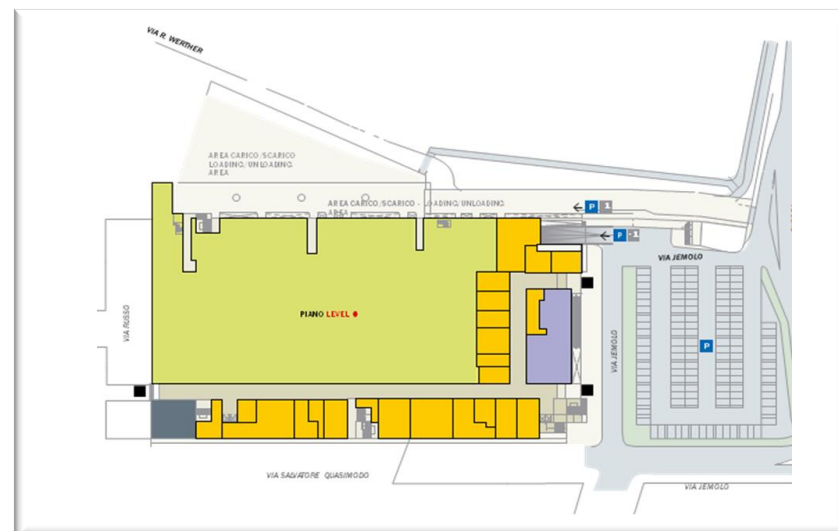 VIA R. WERTHER
AREA CARICO/SCARICO
LOADING/UNLOADING
AREA
AREA CARICO/SCARICO - LOADING/UNLOADING
AREA
P 1
P -1
VIA JEMOLO
VIA RUSSO
PIANO LEVEL
VIA JEMOLO
P
VIA SALVATORE QUASIMODO
VIA JEMOLO